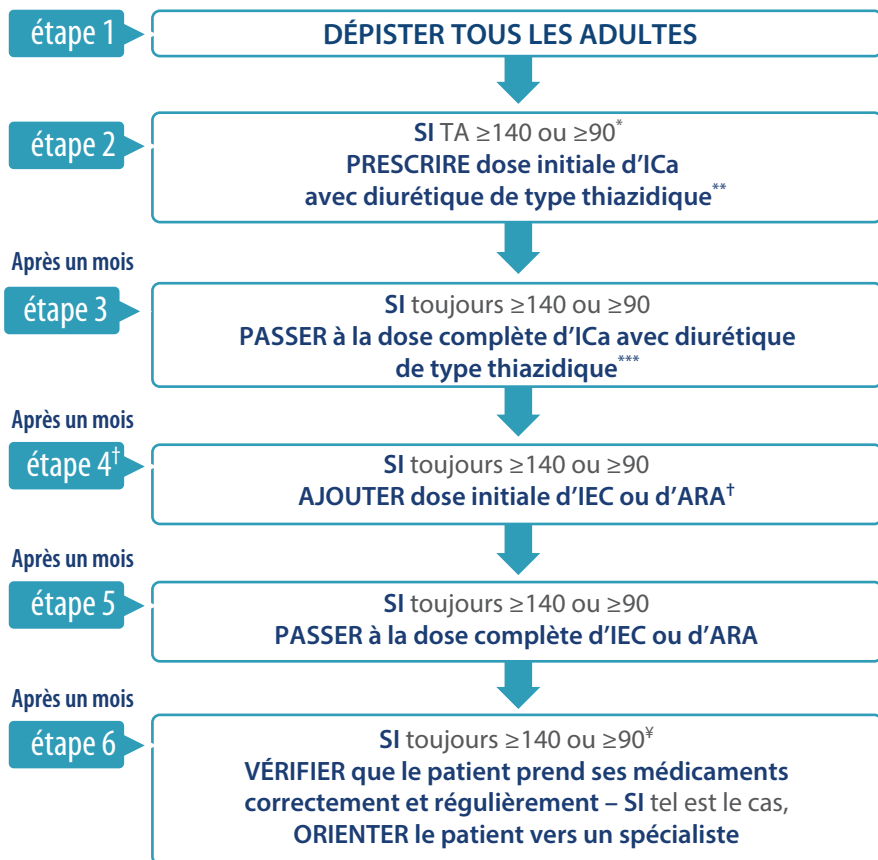 étape 1
DÉPISTER TOUS LES ADULTES
étape 2
SI TA ≥140 ou ≥90*
PRESCRIRE dose initiale d'ICa
avec diurétique de type thiazidique**
Après un mois
étape 3
SI toujours ≥140 ou ≥90
PASSER à la dose complète d'ICa avec diurétique
de type thiazidique***
Après un mois
étape 4†
SI toujours ≥140 ou ≥90
AJOUTER dose initiale d'IEC ou d'ARA†
Après un mois
étape 5
SI toujours ≥140 ou ≥90
PASSER à la dose complète d'IEC ou d'ARA
Après un mois
étape 6
SI toujours ≥140 ou ≥90¥
VÉRIFIER que le patient prend ses médicaments
correctement et régulièrement – SI tel est le cas,
ORIENTER le patient vers un spécialiste